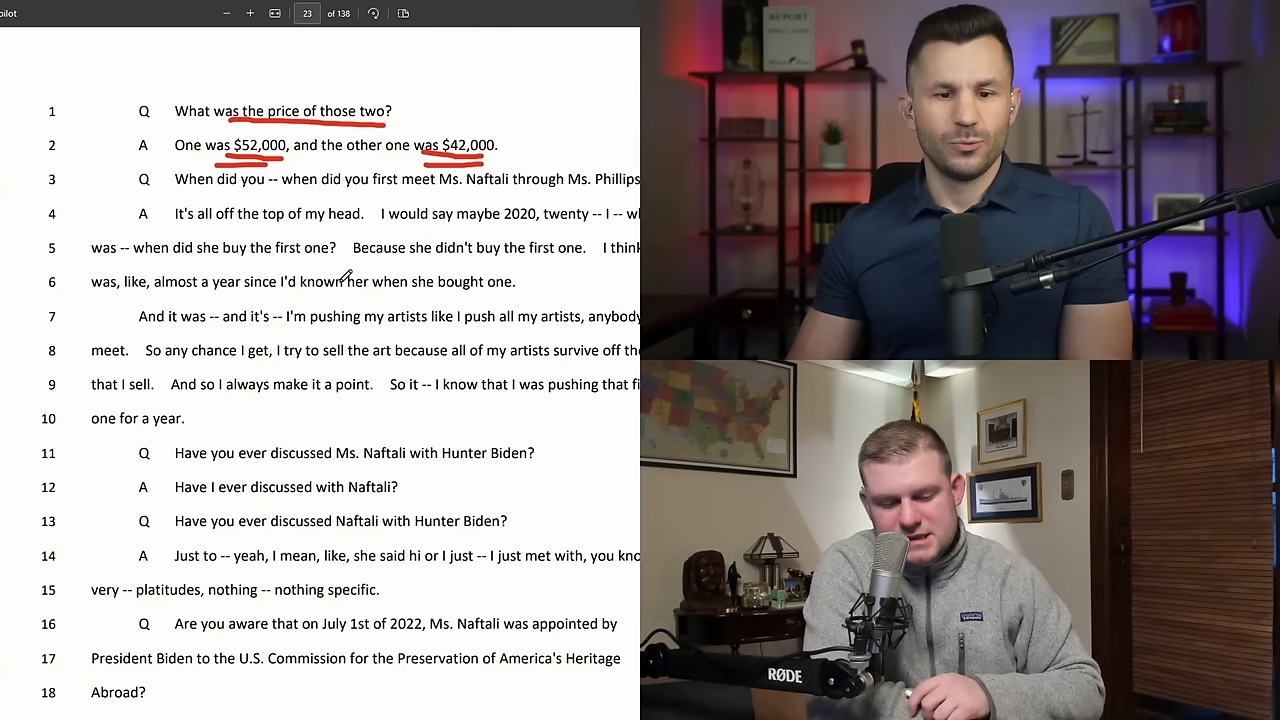 pilot
23 of 138
1 Q What was the price of those two?
2 A One was $52,000, and the other one was $42,000.
3 Q When did you -- when did you first meet Ms. Naftali through Ms. Phillips
4 A It's all off the top of my head. I would say maybe 2020, twenty -- I --
5 was -- when did she buy the first one? Because she didn't buy the first one. I think
6 was, like, almost a year since I'd known her when she bought one.
7 And it was -- and it's -- I'm pushing my artists like I push all my artists, anybody
8 meet. So any chance I get, I try to sell the art because all of my artists survive off
9 that I sell. And so I always make it a point. So it -- I know that I was pushing that
10 one for a year.
11 Q Have you ever discussed Ms. Naftali with Hunter Biden?
12 A Have I ever discussed with Naftali?
13 Q Have you ever discussed Naftali with Hunter Biden?
14 A Just to -- yeah, I mean, like, she said hi or I just -- I just met with, you
15 very -- platitudes, nothing -- nothing specific.
16 Q Are you aware that on July 1st of 2022, Ms. Naftali was appointed by
17 President Biden to the U.S. Commission for the Preservation of America's Heritage
18 Abroad?
REPORT
RØDE
patagonia